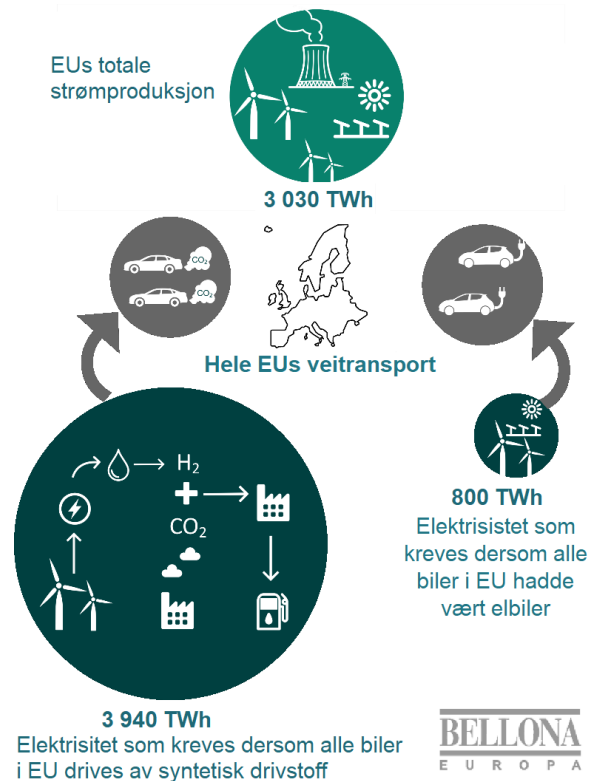 EUs totale
strømproduksjon
3 030 TWh
CO₂
CO₂
Hele EUs veitransport
H₂
CO₂
800 TWh
Elektrisistet som
kreves dersom alle
biler i EU hadde
vært elbiler
3 940 TWh
Elektrisitet som kreves dersom alle biler
i EU drives av syntetisk drivstoff
BELLONA
EUROPA